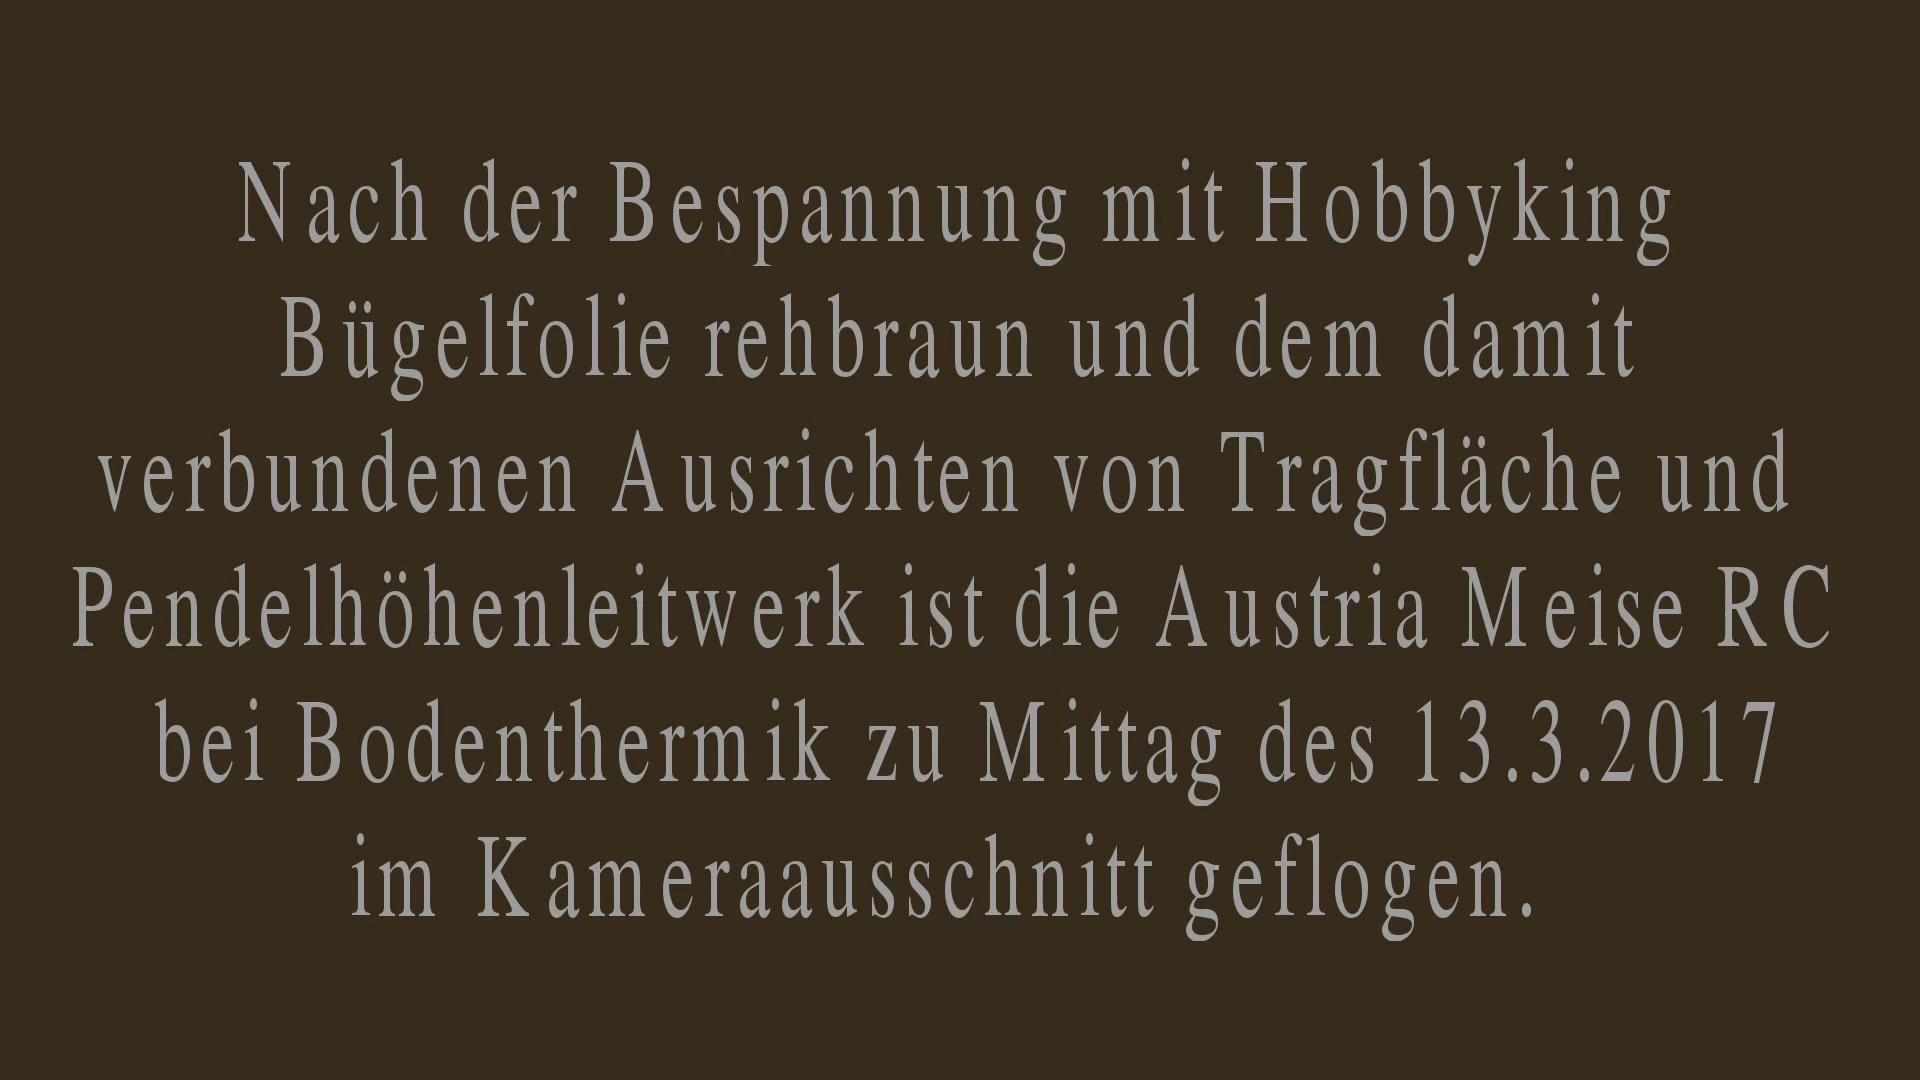 Nach der Bespannung mit Hobbyking
Bügelfolie rehbraun und dem damit
verbundenen Ausrichten von Tragfläche und
Pendelhöhenleitwerk ist die Austria Meise RC
bei Bodenthermik zu Mittag des 13.3.2017
im Kameraausschnitt geflogen.